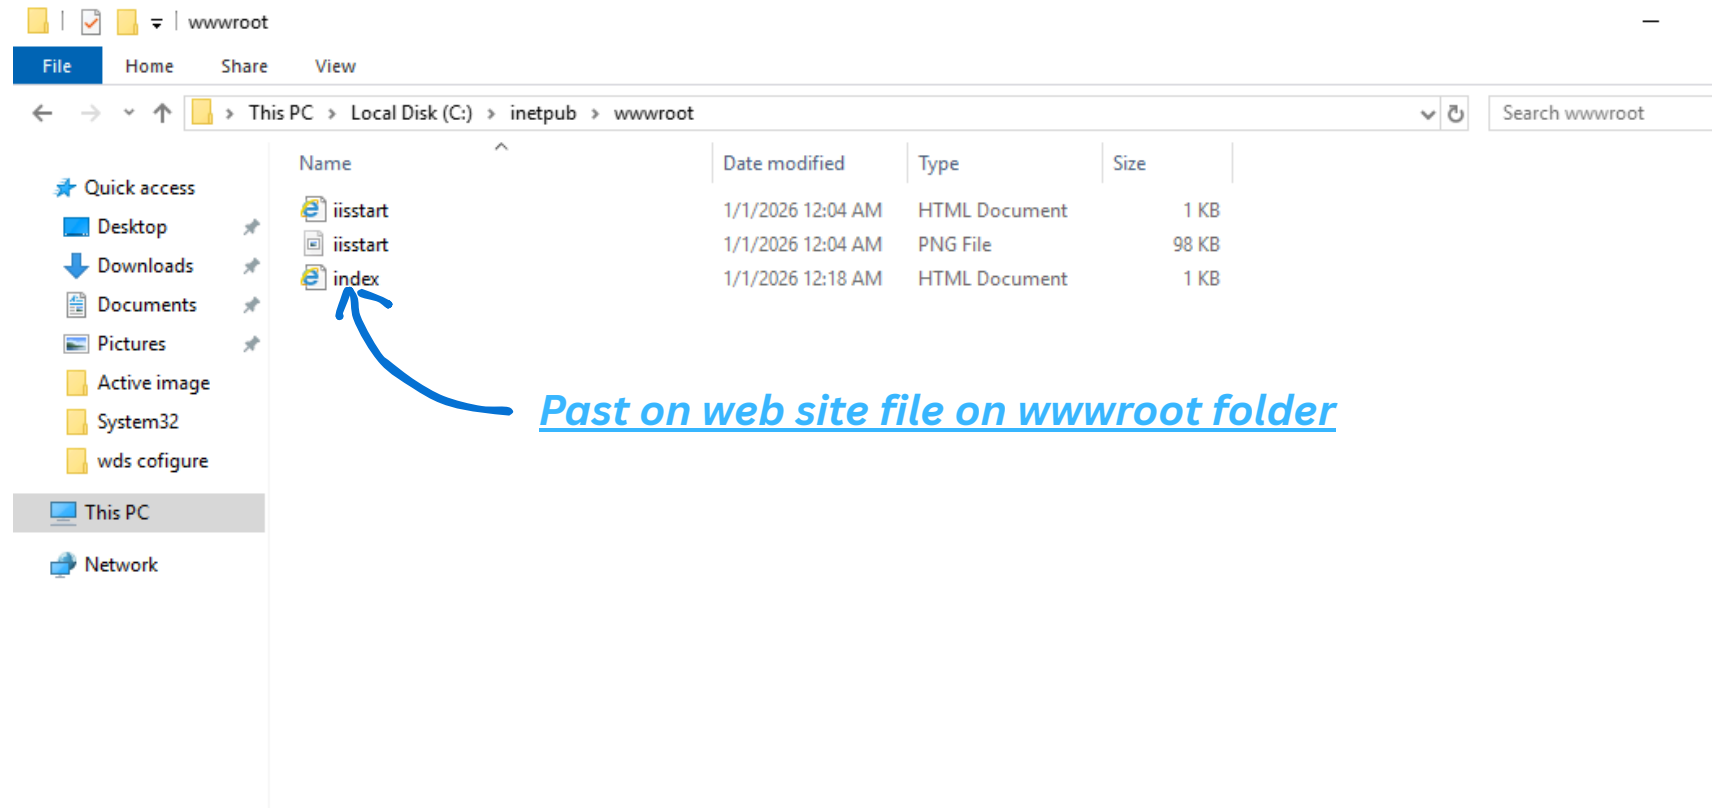 wwwroot
File Home Share View
This PC Local Disk (C:) inetpub wwwroot
Search wwwroot
Quick access
Desktop
Downloads
Documents
Pictures
Active image
System32
wds cofigure
This PC
Network
Name Date modified Type Size
iisstart 1/1/2026 12:04 AM HTML Document 1 KB
iisstart 1/1/2026 12:04 AM PNG File 98 KB
index 1/1/2026 12:18 AM HTML Document 1 KB
Past on web site file on wwwroot folder